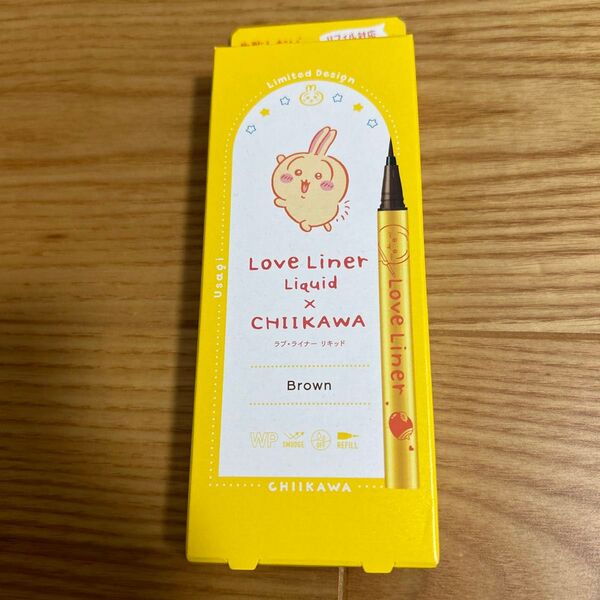 リフィル対応
Limited Design
Usagi
Love Liner
Liquid
×
CHIIKAWA
ラブ・ライナー リキッド
Brown
WP
SMUDGE
OFF
REFILL
CHIIKAWA
Love Liner